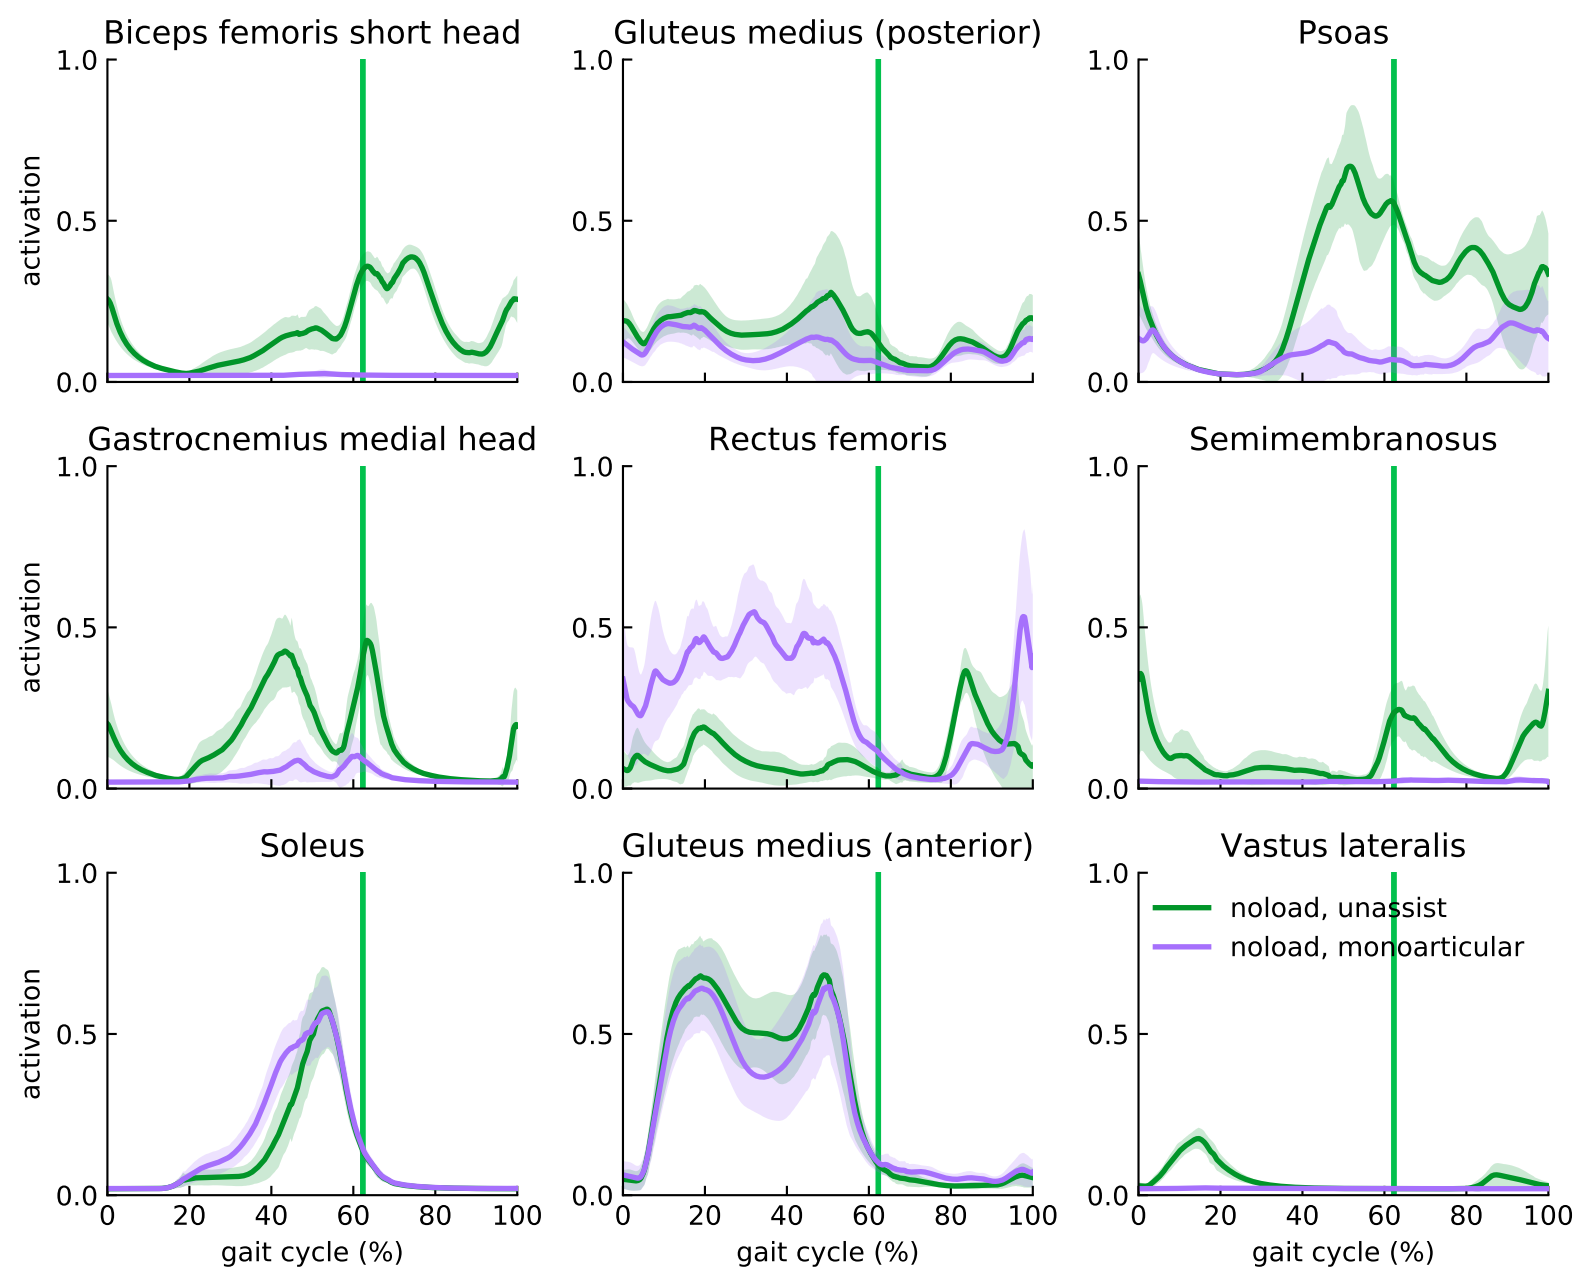 Biceps femoris short head
Gluteus medius (posterior)
Psoas
activation
1.0
0.5
0.0
1.0
0.5
0.0
1.0
0.5
0.0
Gastrocnemius medial head
Rectus femoris
Semimembranosus
activation
1.0
0.5
0.0
1.0
0.5
0.0
1.0
0.5
0.0
Soleus
Gluteus medius (anterior)
Vastus lateralis
activation
1.0
0.5
0.0
1.0
0.5
0.0
1.0
0.5
0.0
noload, unassist
noload, monoarticular
0 20 40 60 80 100
0 20 40 60 80 100
0 20 40 60 80 100
gait cycle (%)
gait cycle (%)
gait cycle (%)